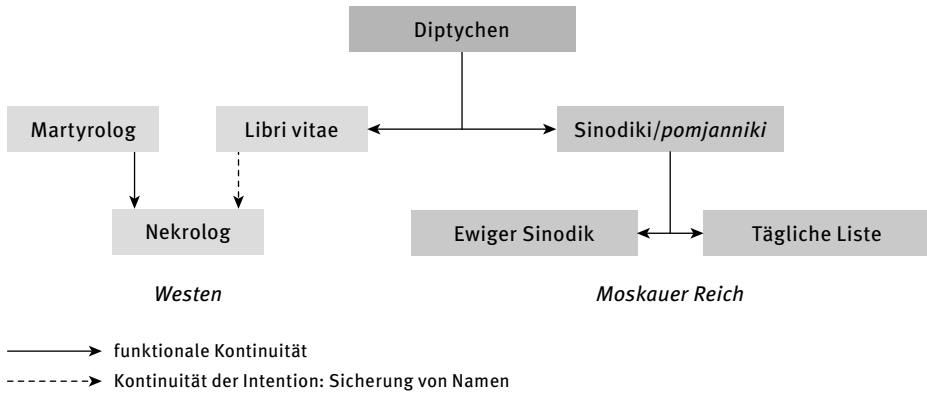 Diptychen
Martyrolog
Libri vitae
Sinodiki/pomjanniki
Nekrolog
Ewiger Sinodik
Tägliche Liste
Westen
Moskauer Reich
funktionale Kontinuität
Kontinuität der Intention: Sicherung von Namen